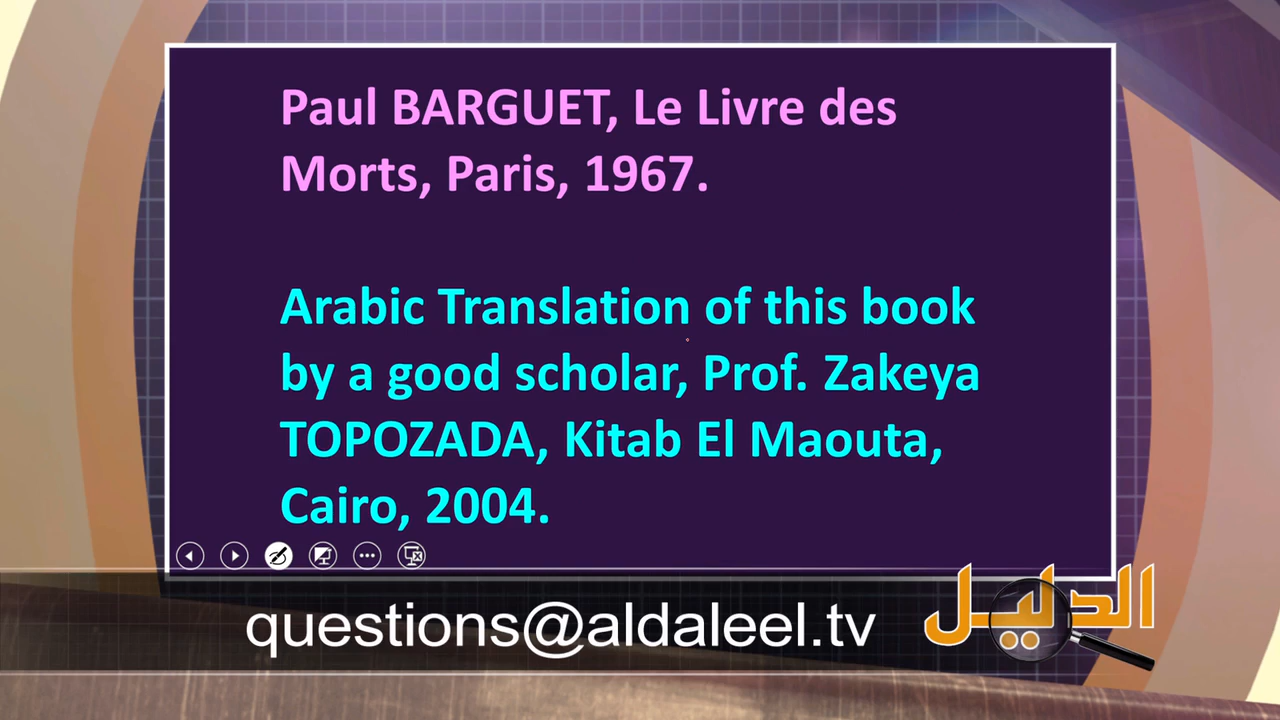 Paul BARGUET, Le Livre des
Morts, Paris, 1967.
Arabic Translation of this book
by a good scholar, Prof. Zakeya
TOPOZADA, Kitab El Maouta,
Cairo, 2004.
questions@aldaleel.tv
الدليل